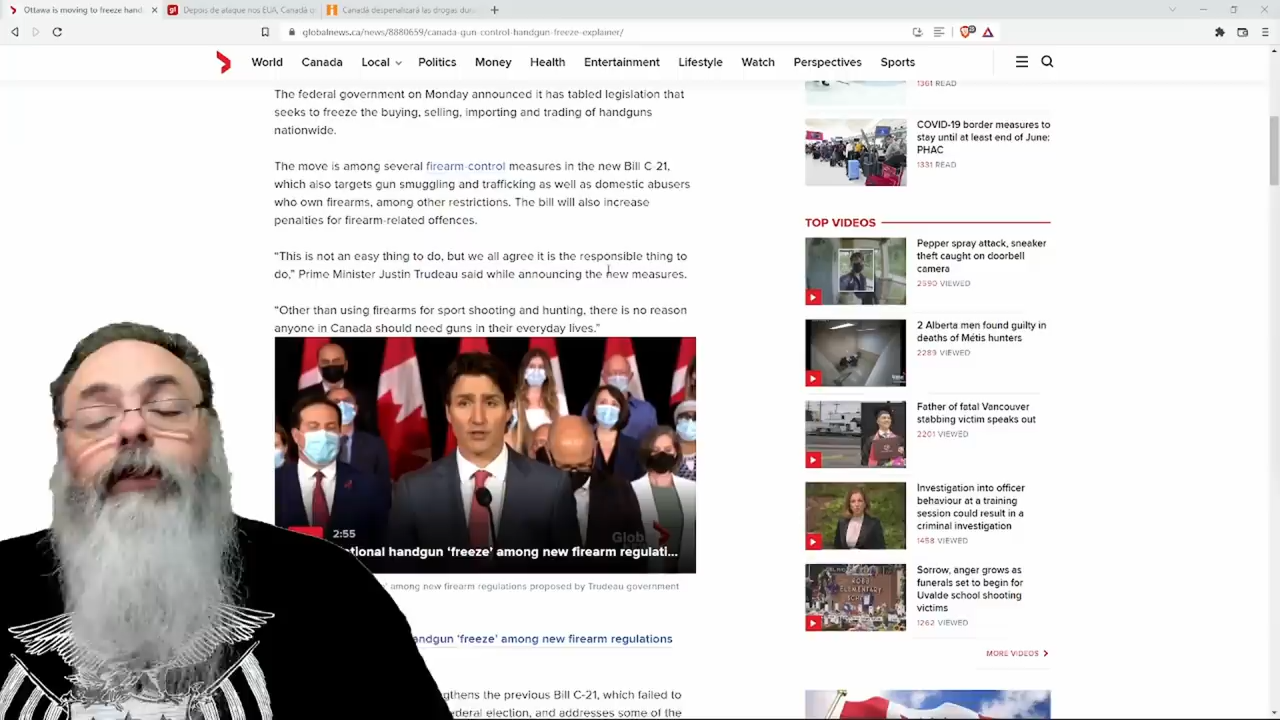 Ottawa is moving to freeze hand
Depois de ataque nos EUA, Canadá o
Canadá despenalizará las drogas dura
globalnews.ca/news/8880659/canada-gun-control-handgun-freeze-explainer/
World Canada Local Politics Money Health Entertainment Lifestyle Watch Perspectives Sports
The federal government on Monday announced it has tabled legislation that
seeks to freeze the buying, selling, importing and trading of handguns
nationwide.
The move is among several firearm-control measures in the new Bill C 21,
which also targets gun smuggling and trafficking as well as domestic abusers
who own firearms, among other restrictions. The bill will also increase
penalties for firearm-related offences.
“This is not an easy thing to do, but we all agree it is the responsible thing to
do,” Prime Minister Justin Trudeau said while announcing the new measures.
“Other than using firearms for sport shooting and hunting, there is no reason
anyone in Canada should need guns in their everyday lives.”
2:55
Glob
tional handgun ‘freeze’ among new firearm regulati...
’ among new firearm regulations proposed by Trudeau government
andgun ‘freeze’ among new firearm regulations
gthens the previous Bill C-21, which failed to
ederal election, and addresses some of the
1361 READ
COVID-19 border measures to
stay until at least end of June:
PHAC
1331 READ
TOP VIDEOS
Pepper spray attack, sneaker
theft caught on doorbell
camera
2590 VIEWED
2 Alberta men found guilty in
deaths of Métis hunters
2289 VIEWED
Father of fatal Vancouver
stabbing victim speaks out
2201 VIEWED
Investigation into officer
behaviour at a training
session could result in a
criminal investigation
1458 VIEWED
Sorrow, anger grows as
funerals set to begin for
Uvalde school shooting
victims
1262 VIEWED
MORE VIDEOS